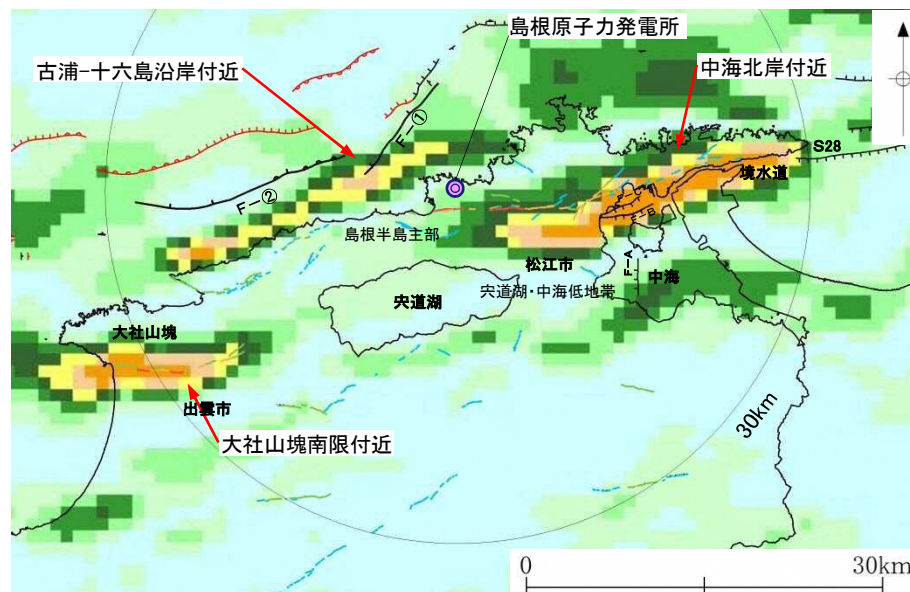 島根原子力発電所
古浦-十六島沿岸付近
中海北岸付近
F-①
S28
境水道
F-②
F-B
島根半島主部
松江市
F-A
中海
宍道湖・中海低地帯
宍道湖
大社山塊
出雲市
30km
大社山塊南限付近
0
30km